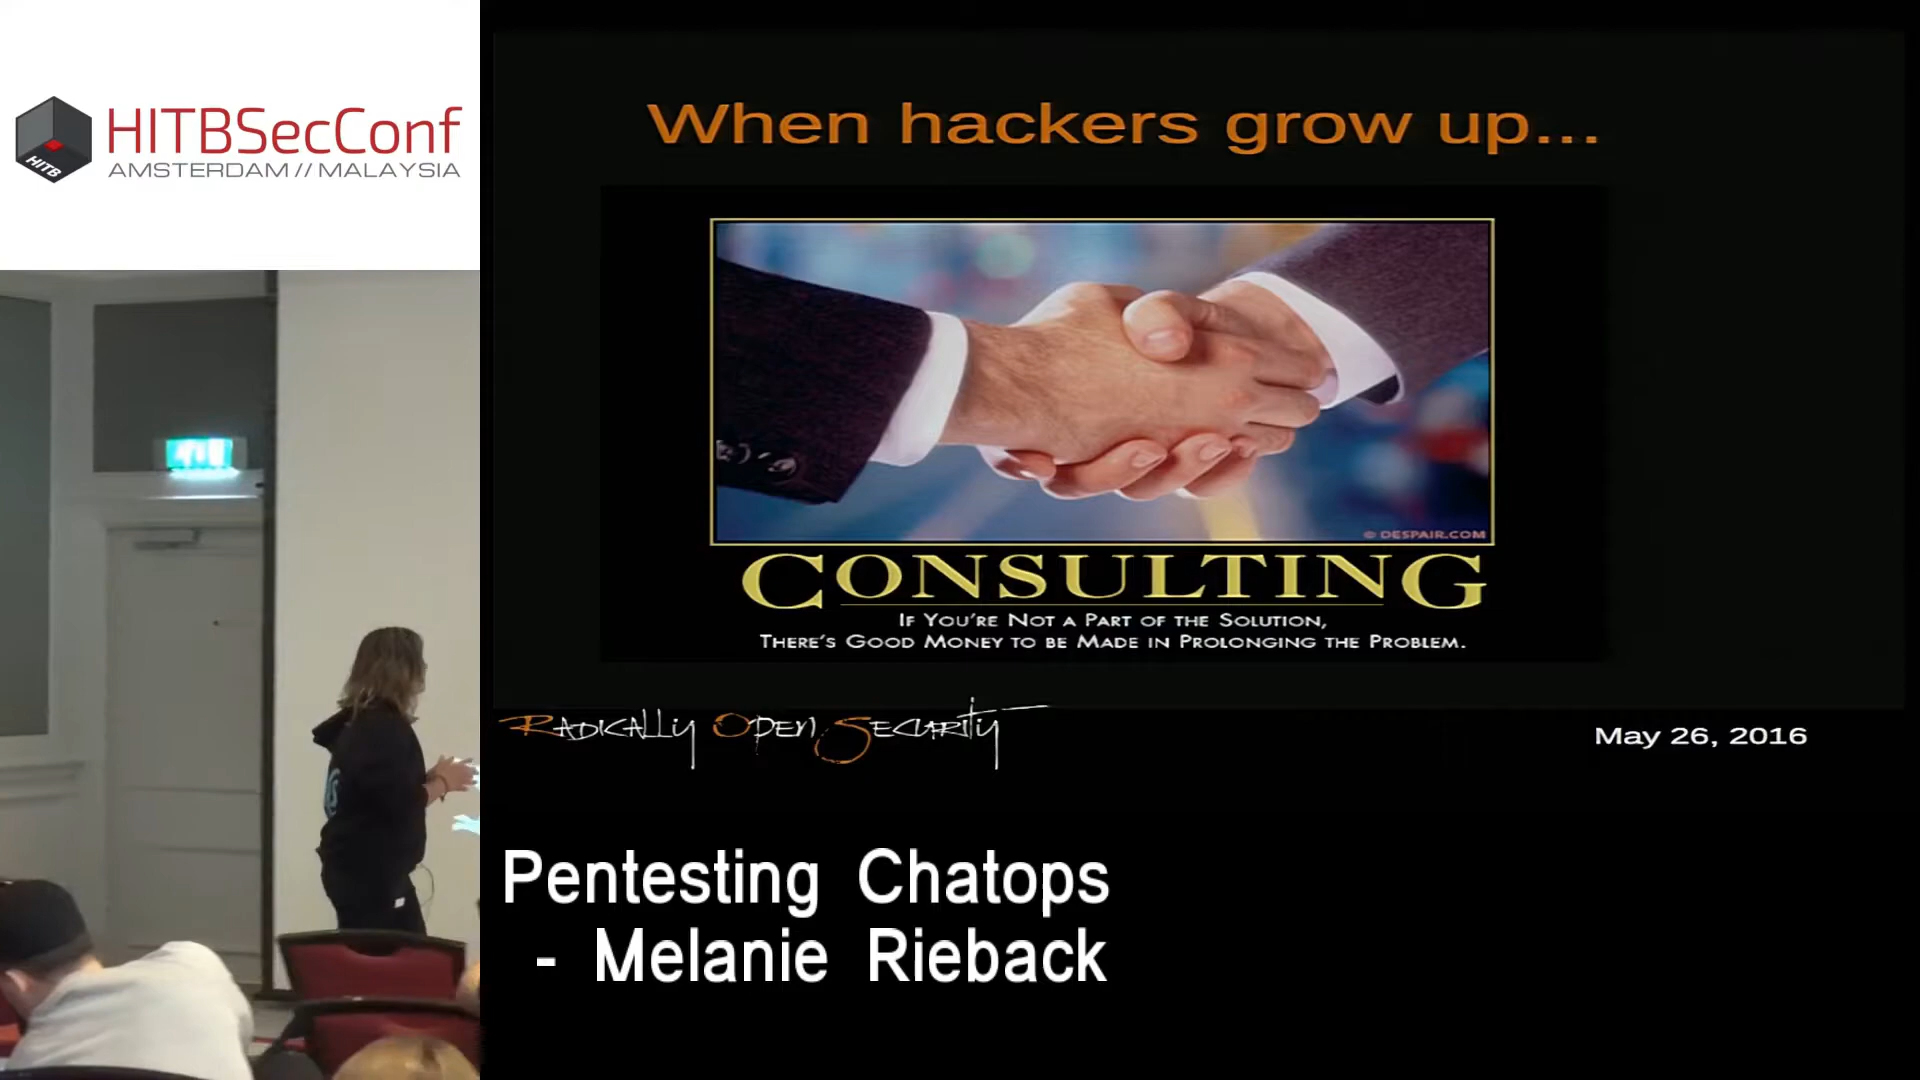 HITBSecConf
AMSTERDAM//MALAYSIA
HITB
When hackers grow up...
© DESPAIR.COM
CONSULTING
IF YOU'RE NOT A PART OF THE SOLUTION,
THERE'S GOOD MONEY TO BE MADE IN PROLONGING THE PROBLEM.
RADICALLY OPEN SECURITY
May 26, 2016
Pentesting Chatops
- Melanie Rieback